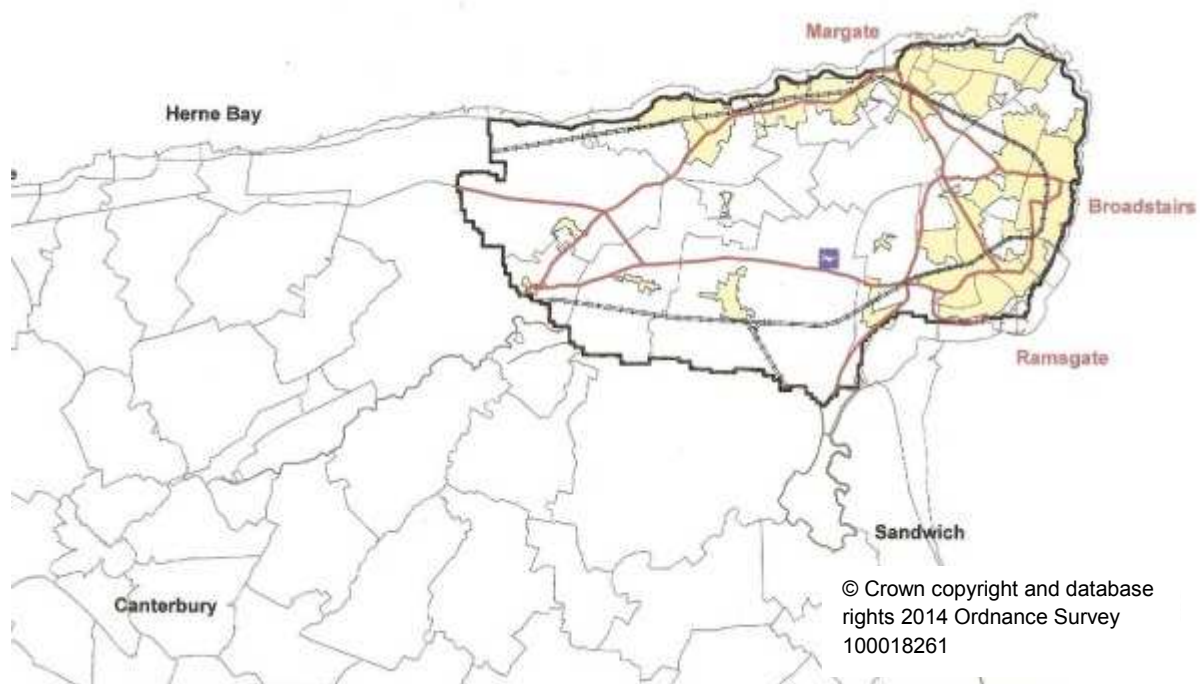 Margate
Herne Bay
e
Broadstairs
Ramsgate
Sandwich
Canterbury
© Crown copyright and database
rights 2014 Ordnance Survey
100018261